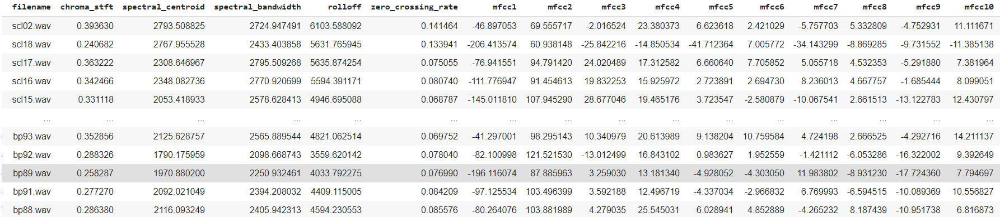 filename chroma_stft spectral_centroid spectral_bandwidth rolloff zero_crossing_rate mfcc1 mfcc2 mfcc3 mfcc4 mfcc5 mfcc6 mfcc7 mfcc8 mfcc9 mfcc10
scl02.wav 0.393630 2793.508825 2724.947491 6103.588092 0.141464 -46.897053 69.555717 -2.016524 23.380373 6.623618 2.421029 -5.757703 5.332809 -4.752931 11.111671
scl18.wav 0.240682 2767.955528 2433.403858 5631.765945 0.133941 -206.413574 60.938148 -25.842216 -14.850534 -41.712364 7.005772 -34.143299 -8.869285 -9.731552 -11.385138
scl17.wav 0.363222 2308.646967 2795.509268 5635.874254 0.075055 -76.941551 94.791420 24.020489 17.312582 6.660640 7.705852 5.055718 4.532353 -5.291880 7.381964
scl16.wav 0.342466 2348.082736 2770.920699 5594.391171 0.080740 -111.776947 91.454613 19.832253 15.925972 2.723891 2.694730 8.236013 4.667757 -1.685444 8.099051
scl15.wav 0.331118 2053.418933 2578.628413 4946.695088 0.068787 -145.011810 107.945290 28.677046 19.465176 3.723547 -2.580879 -10.067541 2.661513 -13.122783 12.430797
... ... ... ... ... ... ... ... ... ... ... ... ... ... ... ...
bp93.wav 0.352856 2125.628757 2565.889544 4821.062514 0.069752 -41.297001 98.295143 10.340979 20.613989 9.138204 10.759584 4.724198 2.666525 -4.292716 14.211137
bp92.wav 0.288326 1790.175959 2098.668743 3559.620142 0.078040 -82.100998 121.521530 -13.012499 16.843102 0.983627 1.952559 -1.421112 -6.053286 -16.322002 9.392649
bp89.wav 0.258287 1970.880200 2250.932461 4033.792275 0.076990 -196.116074 87.885963 3.259030 13.181340 -4.928052 -4.303050 11.983802 -8.931230 -17.724360 7.794697
bp91.wav 0.277270 2092.021049 2394.208032 4409.115005 0.084209 -97.125534 103.496399 3.592188 12.496719 -4.337034 -2.966832 6.769993 -6.594515 -10.089369 10.556827
bp88.wav 0.286380 2116.093249 2405.942313 4594.230553 0.085576 -80.264076 103.881989 4.279035 25.545031 6.028941 4.852889 -4.265232 8.187439 -10.951738 6.816873